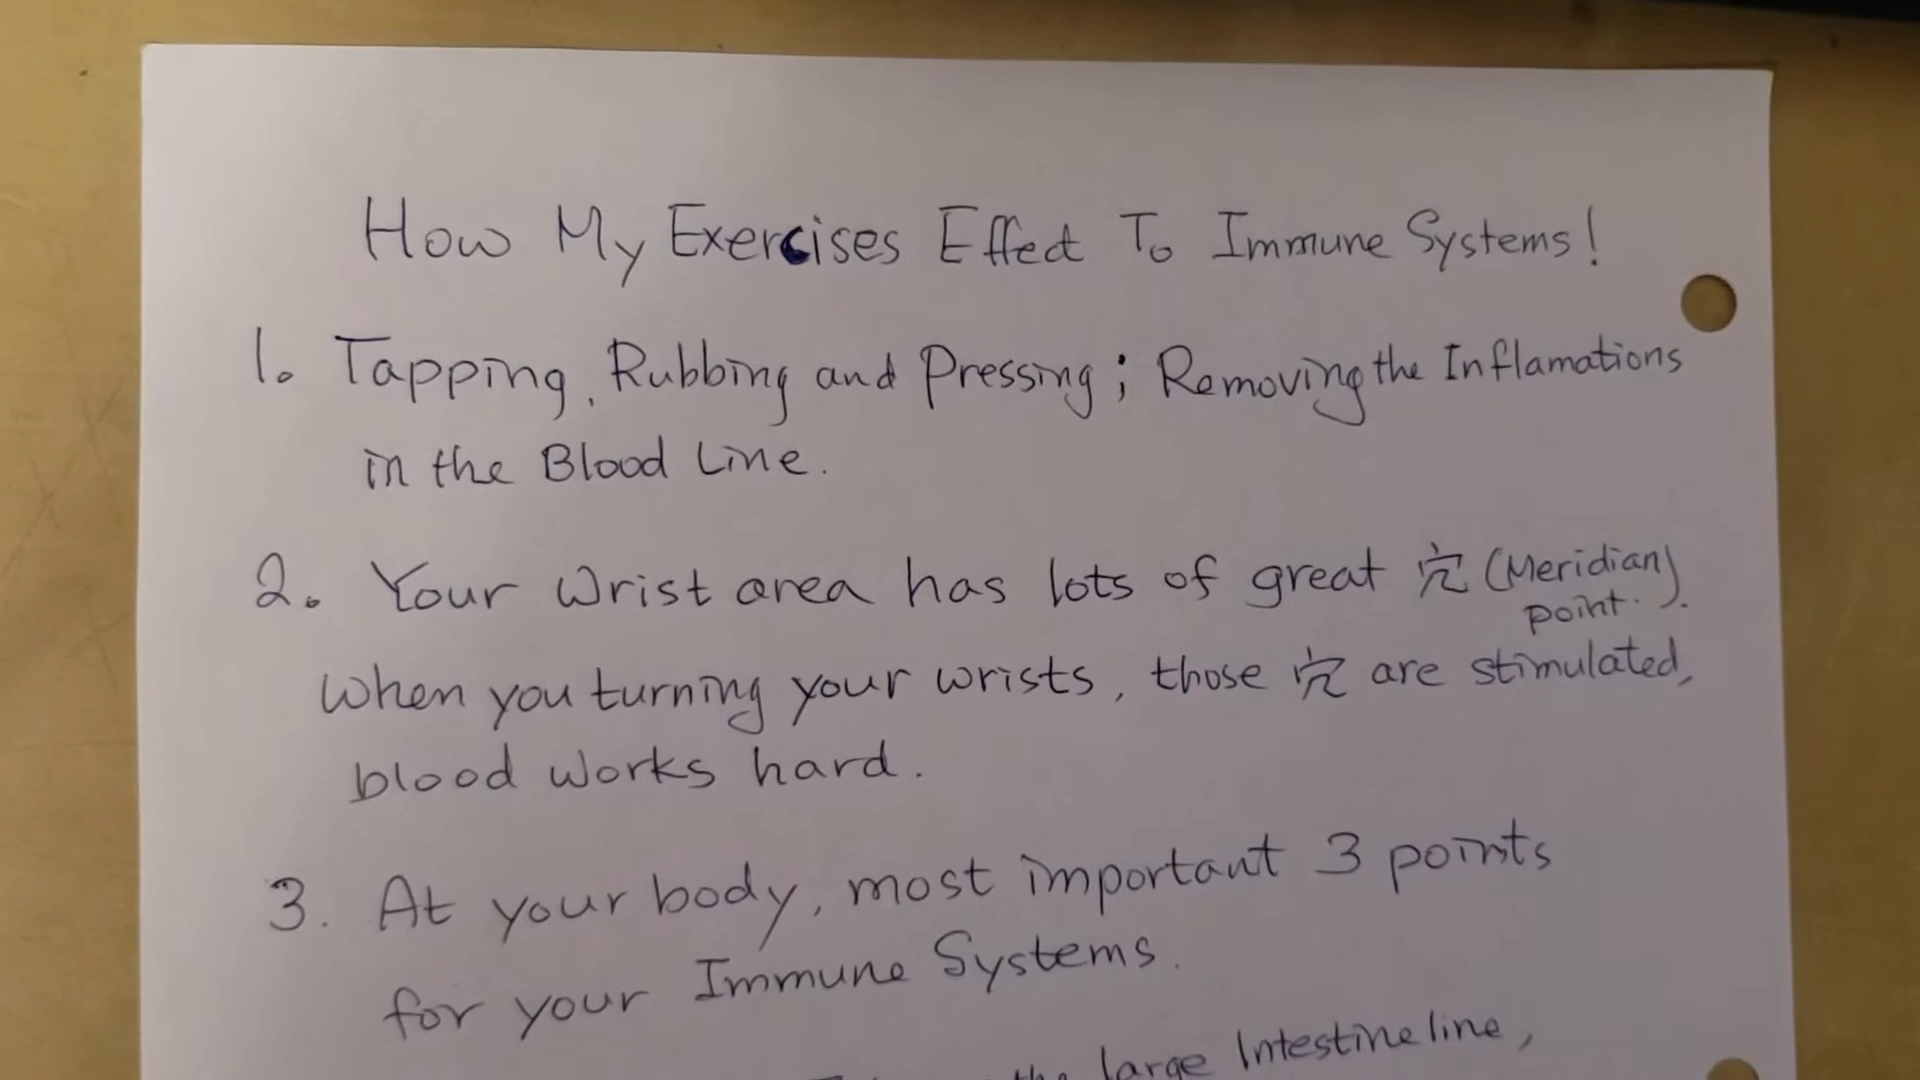 How My Exercises Effect To Immune Systems!
1. Tapping, Rubbing and Pressing; Removing the Inflamations
in the Blood Line.
2. Your Wrist area has lots of great 穴 (Meridian
point.).
When you turning your wrists, those 穴 are stimulated,
blood works hard.
3. At your body, most important 3 points
for your Immune Systems.
the large Intestine line,